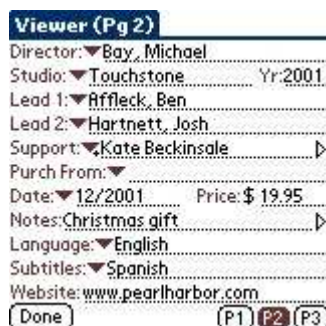 Viewer (Pg 2)
Director: Bay, Michael
Studio: Touchstone Yr: 2001
Lead 1: Affleck, Ben
Lead 2: Hartnett, Josh
Support: Kate Beckinsale
Purch From:
Date: 12/2001 Price: $ 19.95
Notes: Christmas gift
Language: English
Subtitles: Spanish
Website: www.pearlharbor.com
Done P1 P2 P3